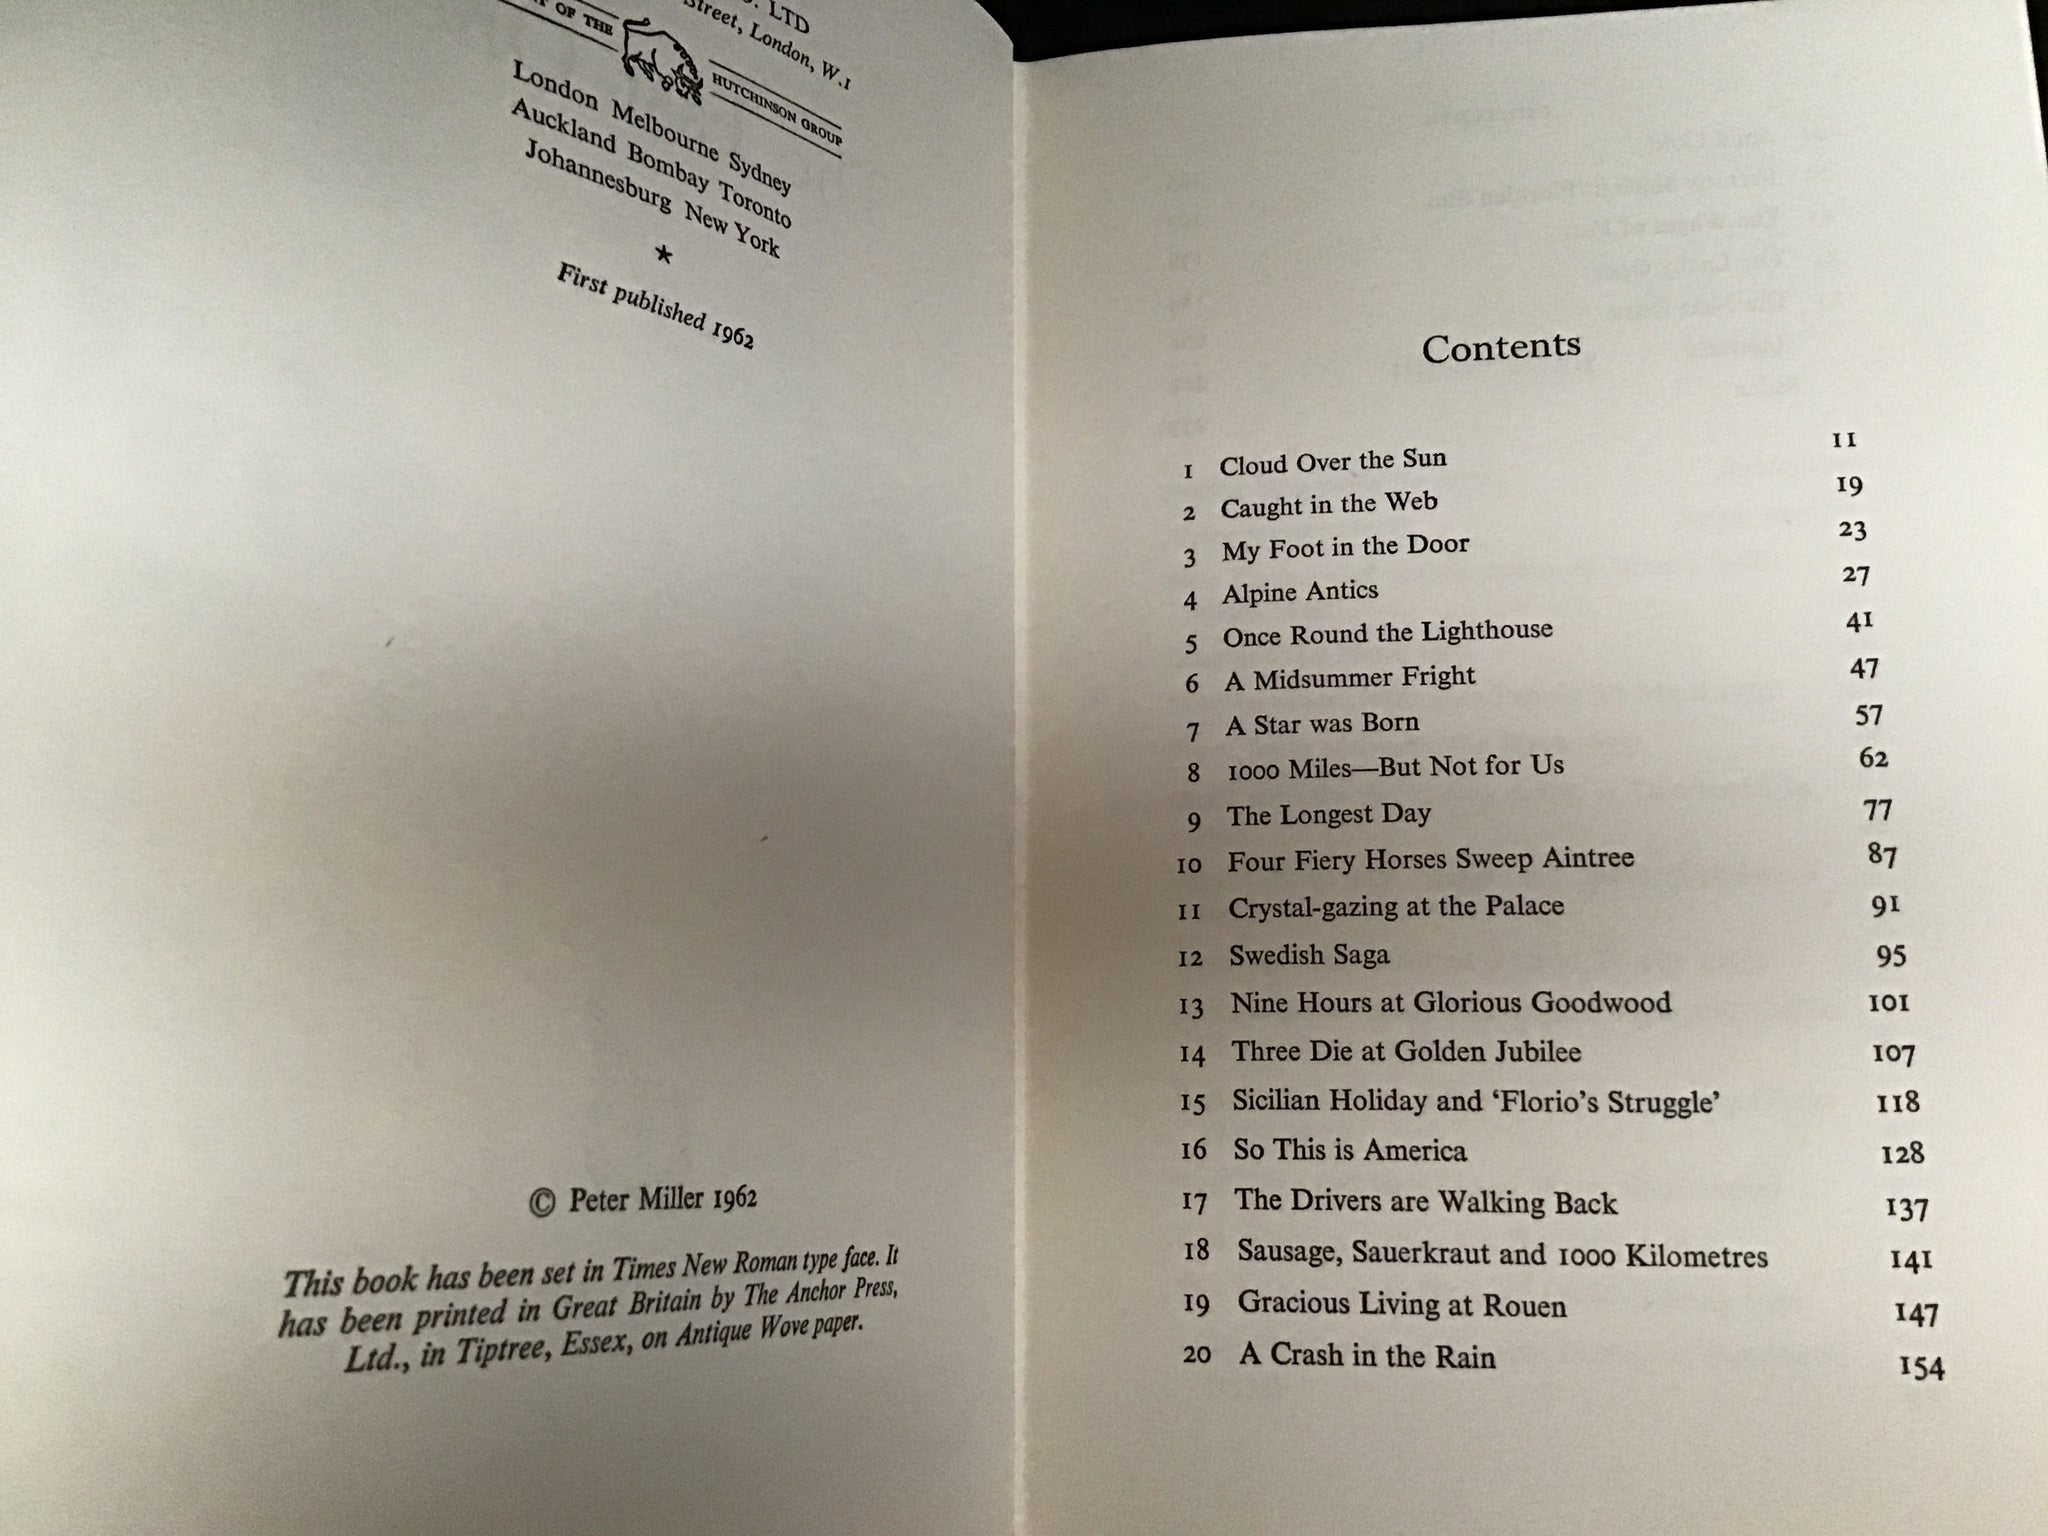 LTD
Street, London, W.1
OF THE
HUTCHINSON GROUP
London Melbourne Sydney
Auckland Bombay Toronto
Johannesburg New York
★
First published 1962
© Peter Miller 1962
This book has been set in Times New Roman type face. It
has been printed in Great Britain by The Anchor Press,
Ltd., in Tiptree, Essex, on Antique Wove paper.
Contents
1 Cloud Over the Sun 11
2 Caught in the Web 19
3 My Foot in the Door 23
4 Alpine Antics 27
5 Once Round the Lighthouse 41
6 A Midsummer Fright 47
7 A Star was Born 57
8 1000 Miles—But Not for Us 62
9 The Longest Day 77
10 Four Fiery Horses Sweep Aintree 87
11 Crystal-gazing at the Palace 91
12 Swedish Saga 95
13 Nine Hours at Glorious Goodwood 101
14 Three Die at Golden Jubilee 107
15 Sicilian Holiday and ‘Florio’s Struggle’ 118
16 So This is America 128
17 The Drivers are Walking Back 137
18 Sausage, Sauerkraut and 1000 Kilometres 141
19 Gracious Living at Rouen 147
20 A Crash in the Rain 154